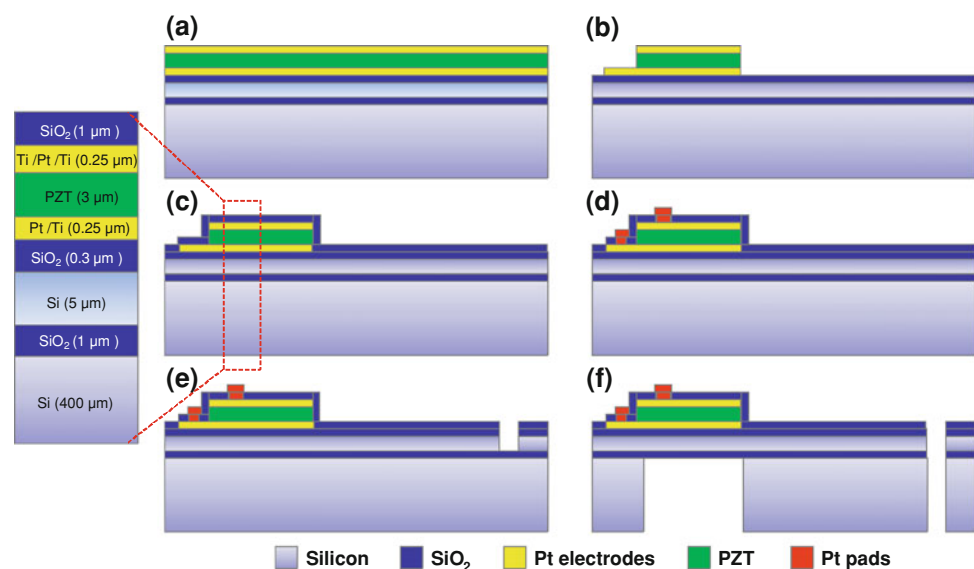 (a)
(b)
SiO₂ (1 µm )
Ti /Pt /Ti (0.25 µm)
PZT (3 µm)
Pt /Ti (0.25 µm)
SiO₂ (0.3 µm )
Si (5 µm)
SiO₂ (1 µm )
Si (400 µm)
(c)
(d)
(e)
(f)
Silicon
SiO₂
Pt electrodes
PZT
Pt pads